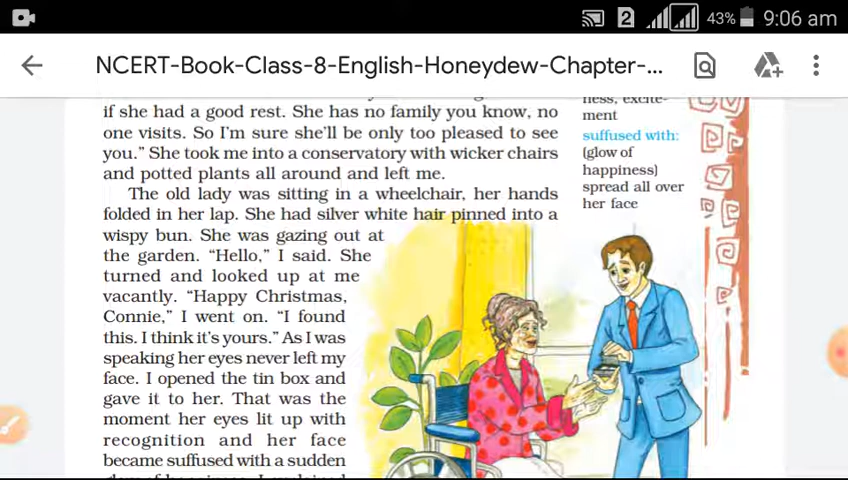 2 43% 9:06 am
NCERT-Book-Class-8-English-Honeydew-Chapter-...
if she had a good rest. She has no family you know, no
one visits. So I'm sure she'll be only too pleased to see
you." She took me into a conservatory with wicker chairs
and potted plants all around and left me.
The old lady was sitting in a wheelchair, her hands
folded in her lap. She had silver white hair pinned into a
wispy bun. She was gazing out at
the garden. "Hello," I said. She
turned and looked up at me
vacantly. "Happy Christmas,
Connie," I went on. "I found
this. I think it's yours." As I was
speaking her eyes never left my
face. I opened the tin box and
gave it to her. That was the
moment her eyes lit up with
recognition and her face
became suffused with a sudden
glow of happiness. I explained
ness, excite-
ment
suffused with:
(glow of
happiness)
spread all over
her face